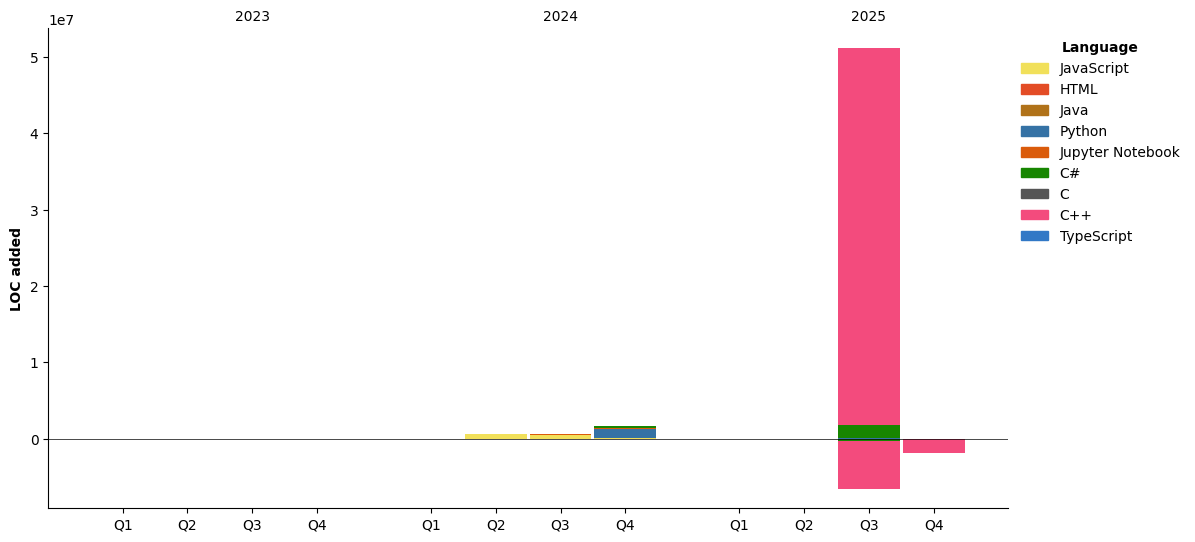 2023 2024 2025
1e7
Language
JavaScript
HTML
Java
Python
Jupyter Notebook
C#
C
C++
TypeScript
LOC added
5
4
3
2
1
0
Q1 Q2 Q3 Q4 Q1 Q2 Q3 Q4 Q1 Q2 Q3 Q4